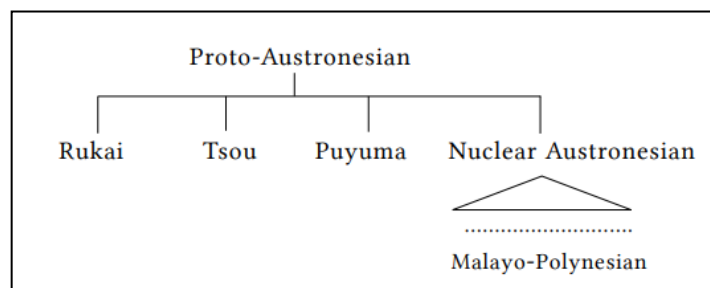 Proto-Austronesian
Rukai Tsou Puyuma Nuclear Austronesian
Malayo-Polynesian